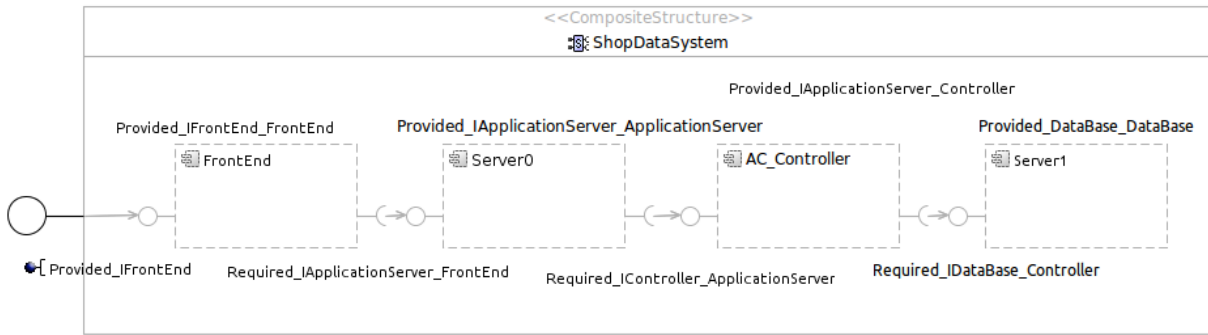 <<CompositeStructure>>
ShopDataSystem
Provided_IApplicationServer_Controller
Provided_IFrontEnd_FrontEnd
Provided_IApplicationServer_ApplicationServer
Provided_DataBase_DataBase
FrontEnd
Server0
AC_Controller
Server1
Provided_IFrontEnd
Required_IApplicationServer_FrontEnd
Required_IController_ApplicationServer
Required_IDataBase_Controller